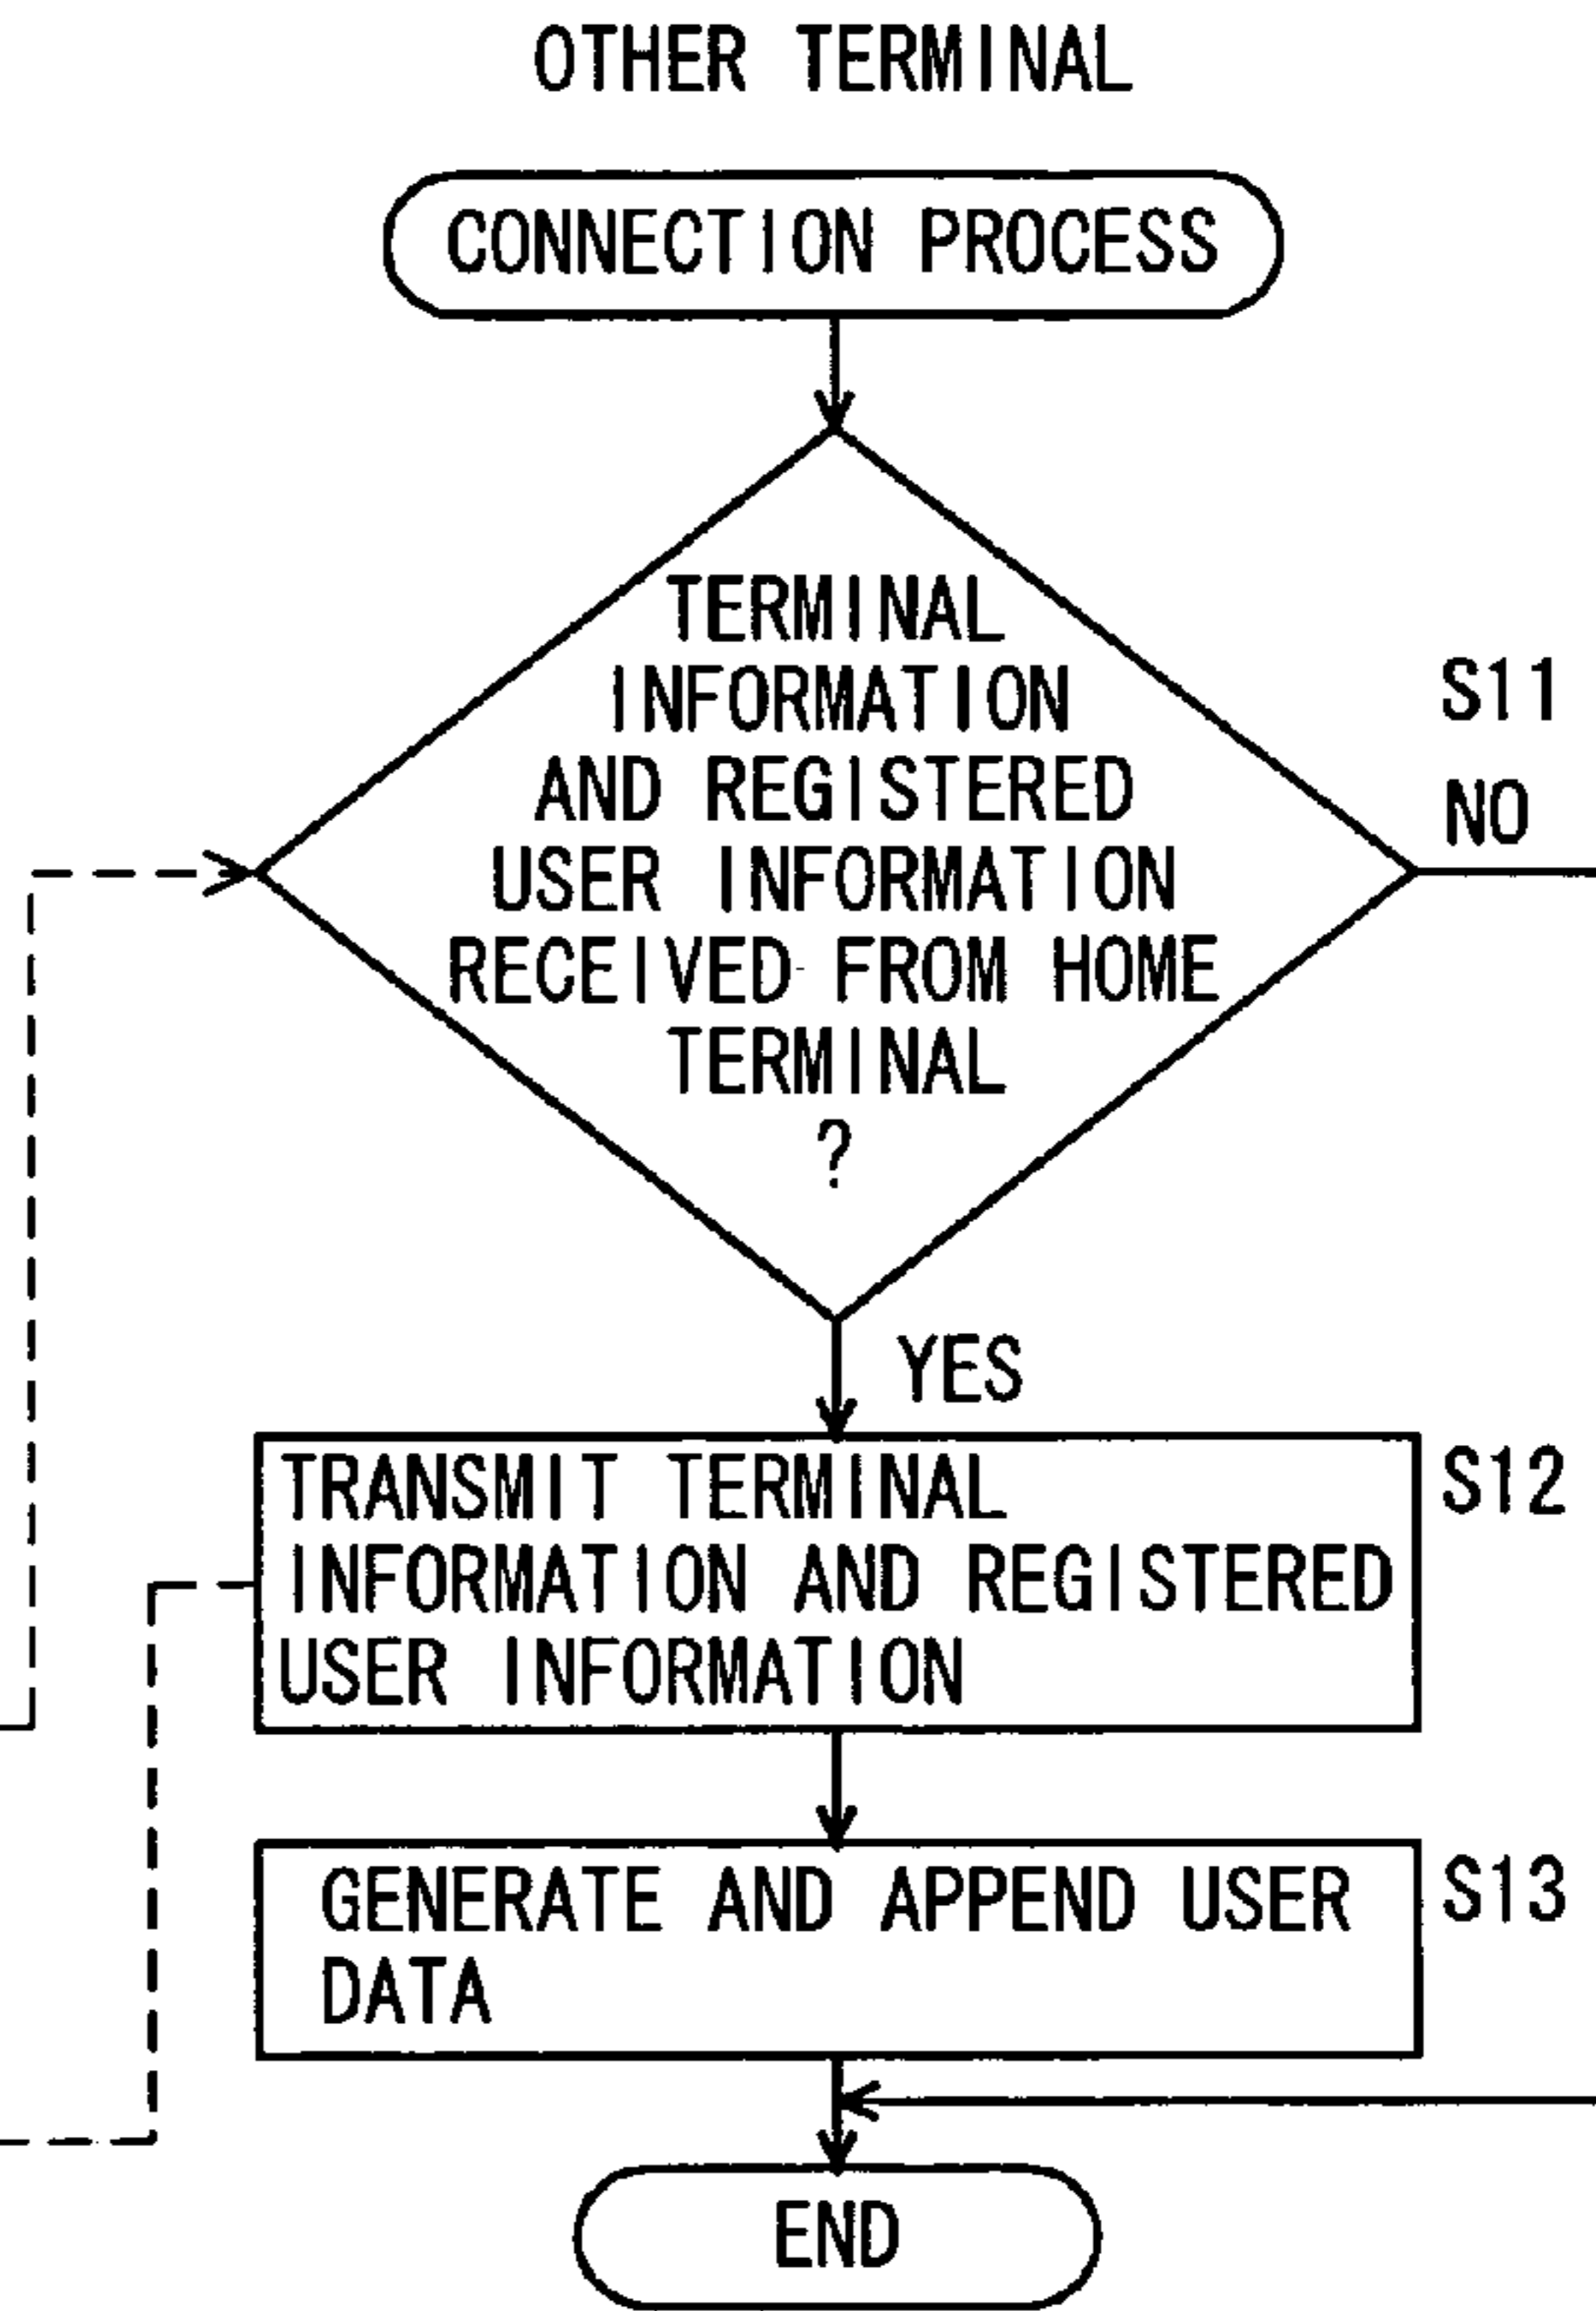 OTHER TERMINAL
CONNECTION PROCESS
TERMINAL
INFORMATION
AND REGISTERED
USER INFORMATION
RECEIVED FROM HOME
TERMINAL
?
S11
NO
YES
TRANSMIT TERMINAL
INFORMATION AND REGISTERED
USER INFORMATION
S12
GENERATE AND APPEND USER
DATA
S13
END